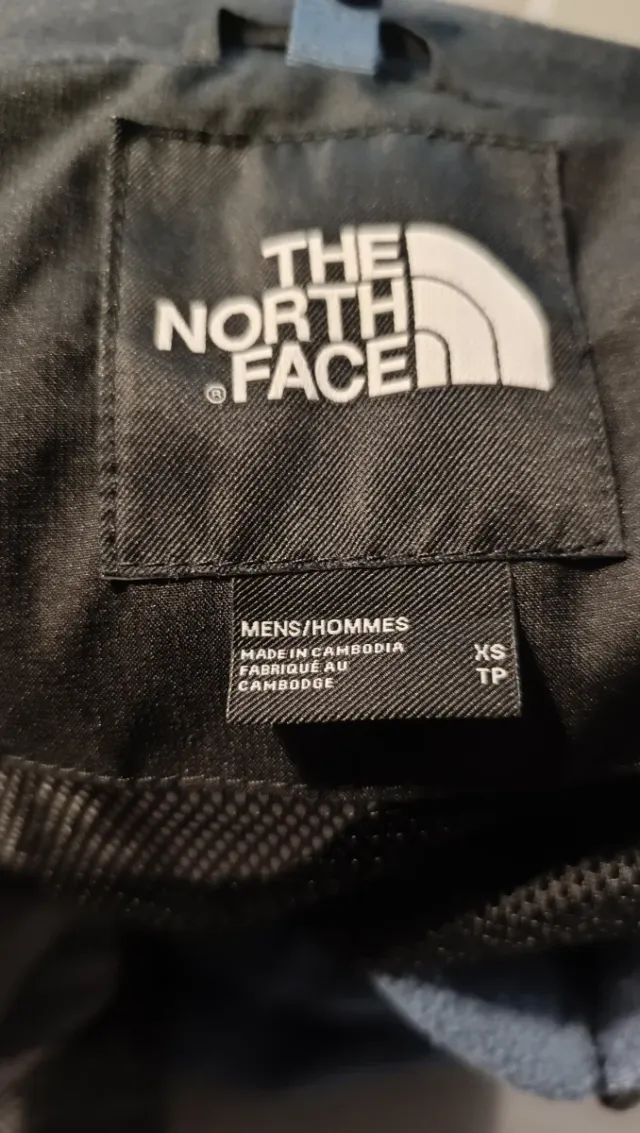 THE
NORTH
® FACE
MENS/HOMMES
MADE IN CAMBODIA
FABRIQUÉ AU
CAMBODGE
XS
TP